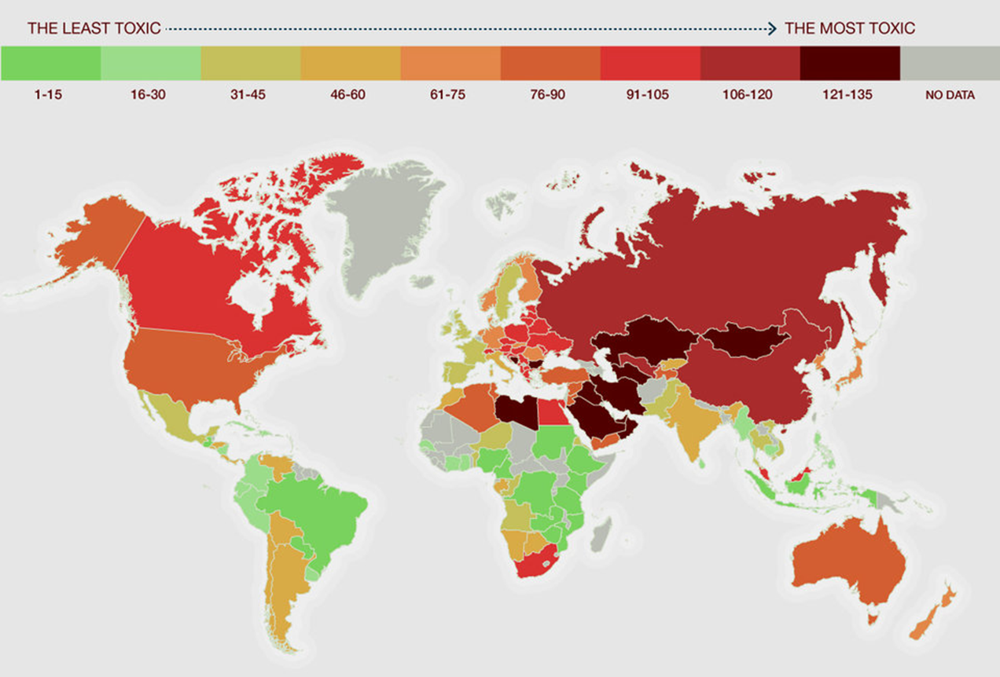 THE LEAST TOXIC THE MOST TOXIC
1-15 16-30 31-45 46-60 61-75 76-90 91-105 106-120 121-135 NO DATA